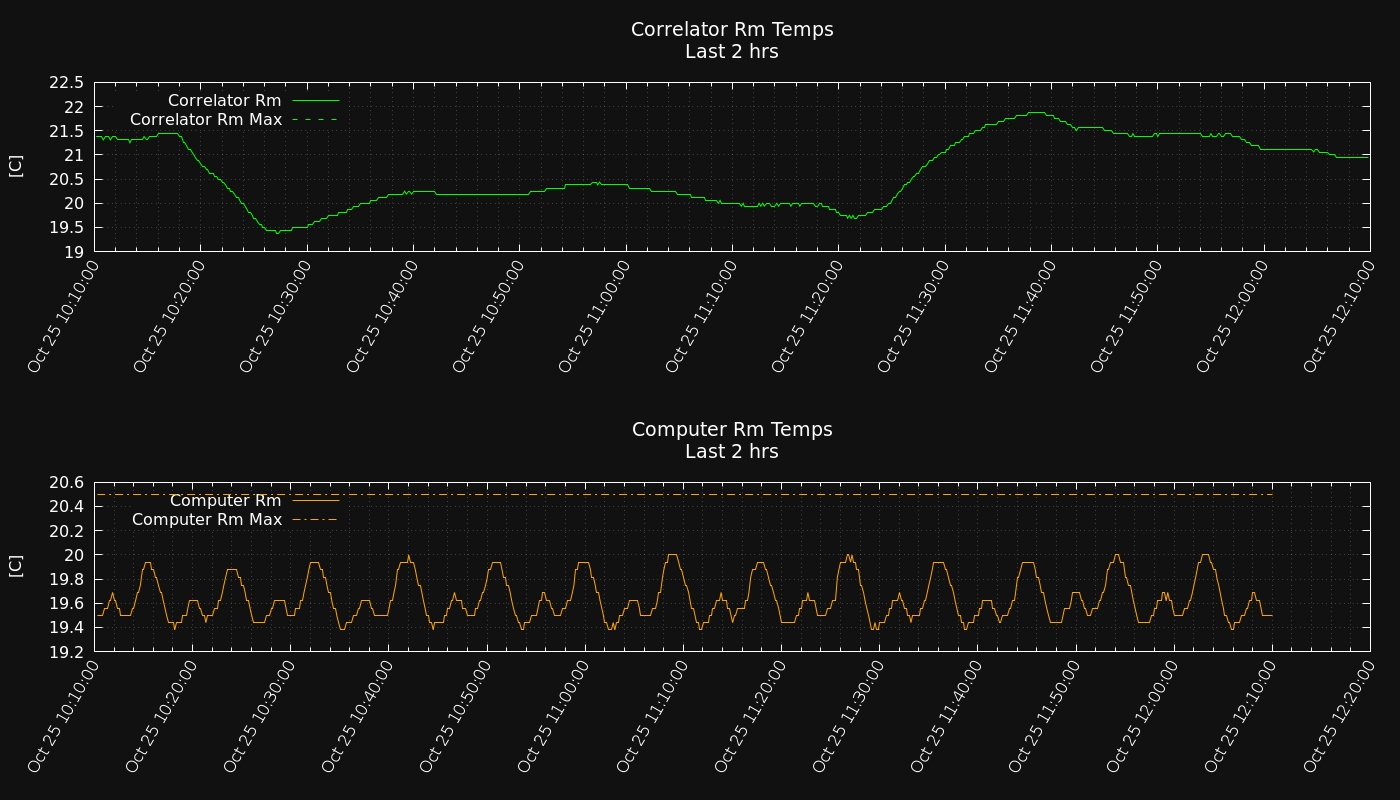 Correlator Rm Temps
Last 2 hrs
22.5
22
21.5
21
20.5
20
19.5
19
[C]
Correlator Rm
Correlator Rm Max
Oct 25 10:10:00
Oct 25 10:20:00
Oct 25 10:30:00
Oct 25 10:40:00
Oct 25 10:50:00
Oct 25 11:00:00
Oct 25 11:10:00
Oct 25 11:20:00
Oct 25 11:30:00
Oct 25 11:40:00
Oct 25 11:50:00
Oct 25 12:00:00
Oct 25 12:10:00
Computer Rm Temps
Last 2 hrs
20.6
20.4
20.2
20
19.8
19.6
19.4
19.2
[C]
Computer Rm
Computer Rm Max
Oct 25 10:10:00
Oct 25 10:20:00
Oct 25 10:30:00
Oct 25 10:40:00
Oct 25 10:50:00
Oct 25 11:00:00
Oct 25 11:10:00
Oct 25 11:20:00
Oct 25 11:30:00
Oct 25 11:40:00
Oct 25 11:50:00
Oct 25 12:00:00
Oct 25 12:10:00
Oct 25 12:20:00